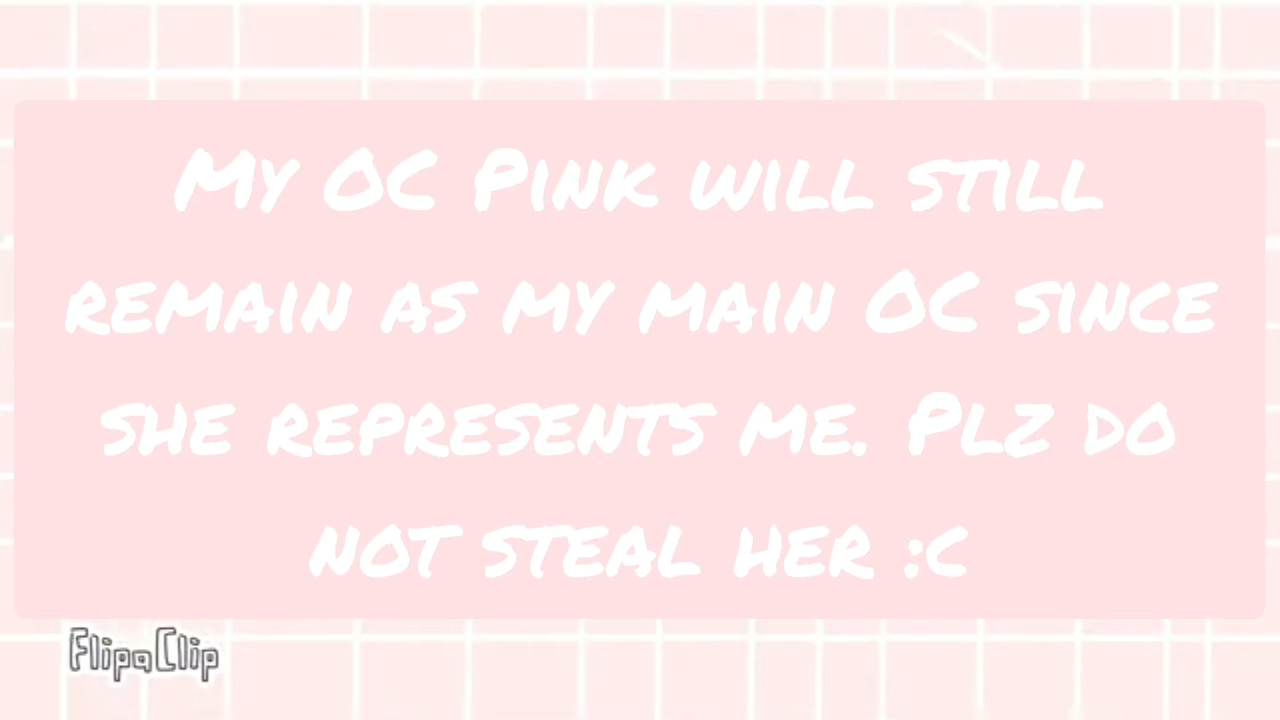 My OC Pink will still
remain as my main OC since
she represents me. Plz do
not steal her :c
FlipaClip